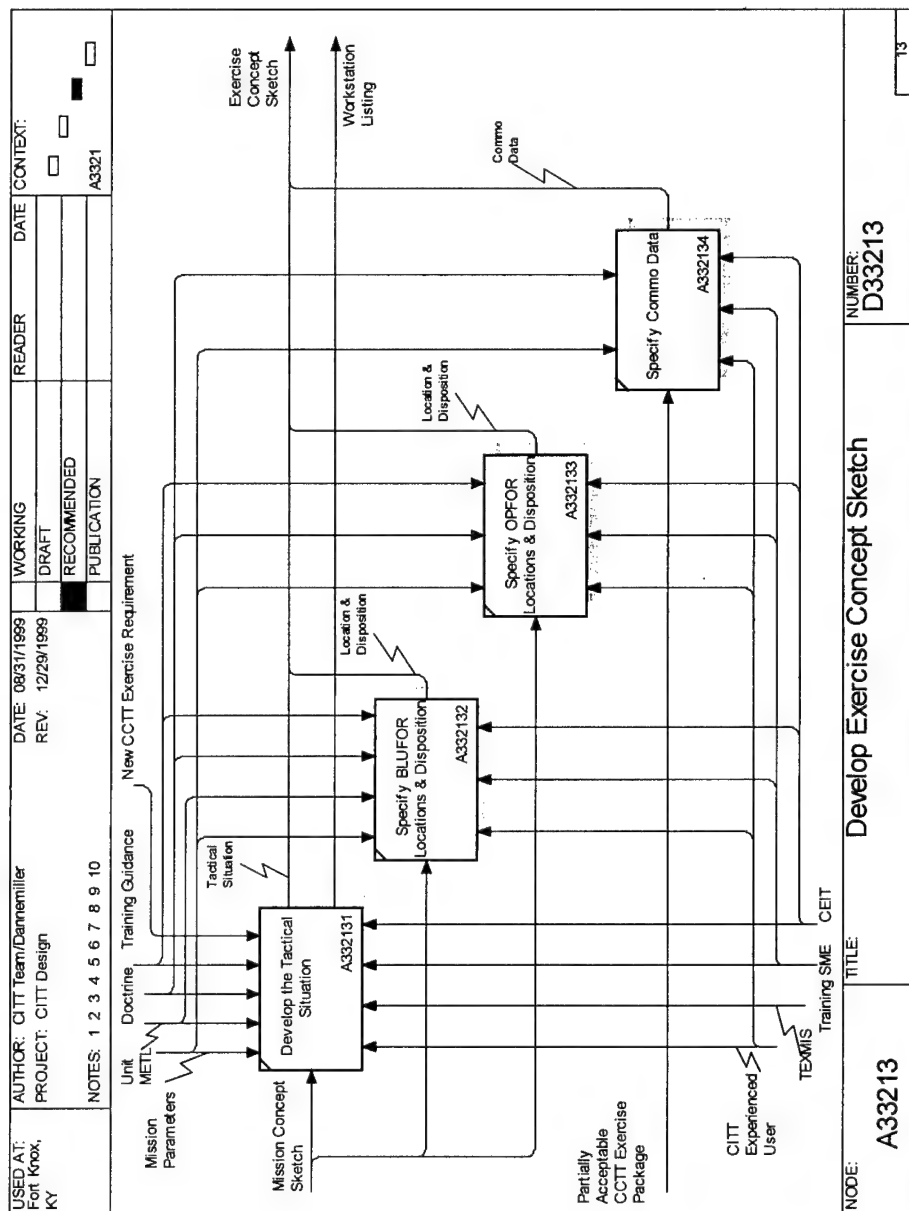 USED AT:
Fort Knox,
KY
AUTHOR: CITT Team/Dannemiller
PROJECT: CITT Design
NOTES: 1 2 3 4 5 6 7 8 9 10
DATE: 08/31/1999
REV: 12/29/1999
WORKING
DRAFT
RECOMMENDED
PUBLICATION
READER
DATE
CONTEXT:
A3321
Mission
Parameters
Unit
METL
Doctrine
Training Guidance
New CCTT Exercise Requirement
Mission Concept
Sketch
Develop the Tactical
Situation
A332131
Tactical
Situation
Specify BLUFOR
Locations & Disposition
A332132
Location &
Disposition
Specify OPFOR
Locations & Disposition
A332133
Location &
Disposition
Specify Commo Data
A332134
Commo
Data
Exercise
Concept
Sketch
Workstation
Listing
Partially
Acceptable
CCTT Exercise
Package
CITT
Experienced
User
TEXMIS
Training SME
CEIT
NODE:
A33213
TITLE:
Develop Exercise Concept Sketch
NUMBER:
D33213
13